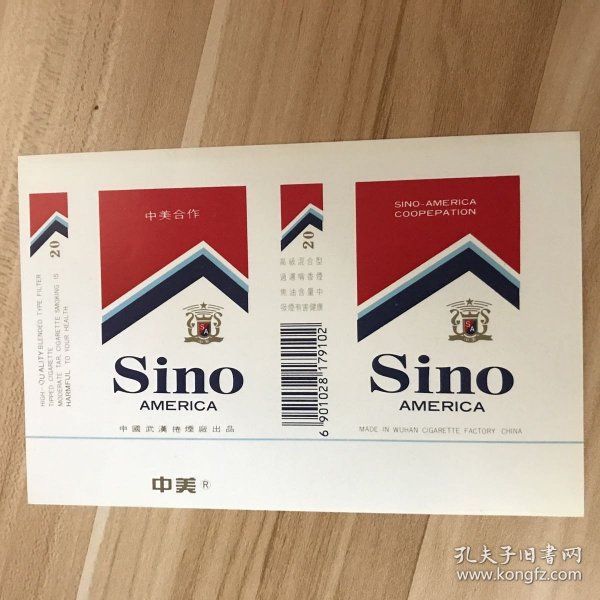 20
HIGH-QUALITY BLENDED TYPE FILTER
TIPPED CIGARETTE
MODERATE TAR, CIGARETTE SMOKING IS
HARMFUL TO YOUR HEALTH
中美合作
SA
Sino
AMERICA
中國武漢捲煙廠出品
20
高級混合型
過濾嘴香煙
焦油含量中
吸煙有害健康
6 901028 179102
SINO-AMERICA
COOPEPATION
SA
Sino
AMERICA
MADE IN WUHAN CIGARETTE FACTORY CHINA
中美®
孔夫子旧书网
www.kongfz.com